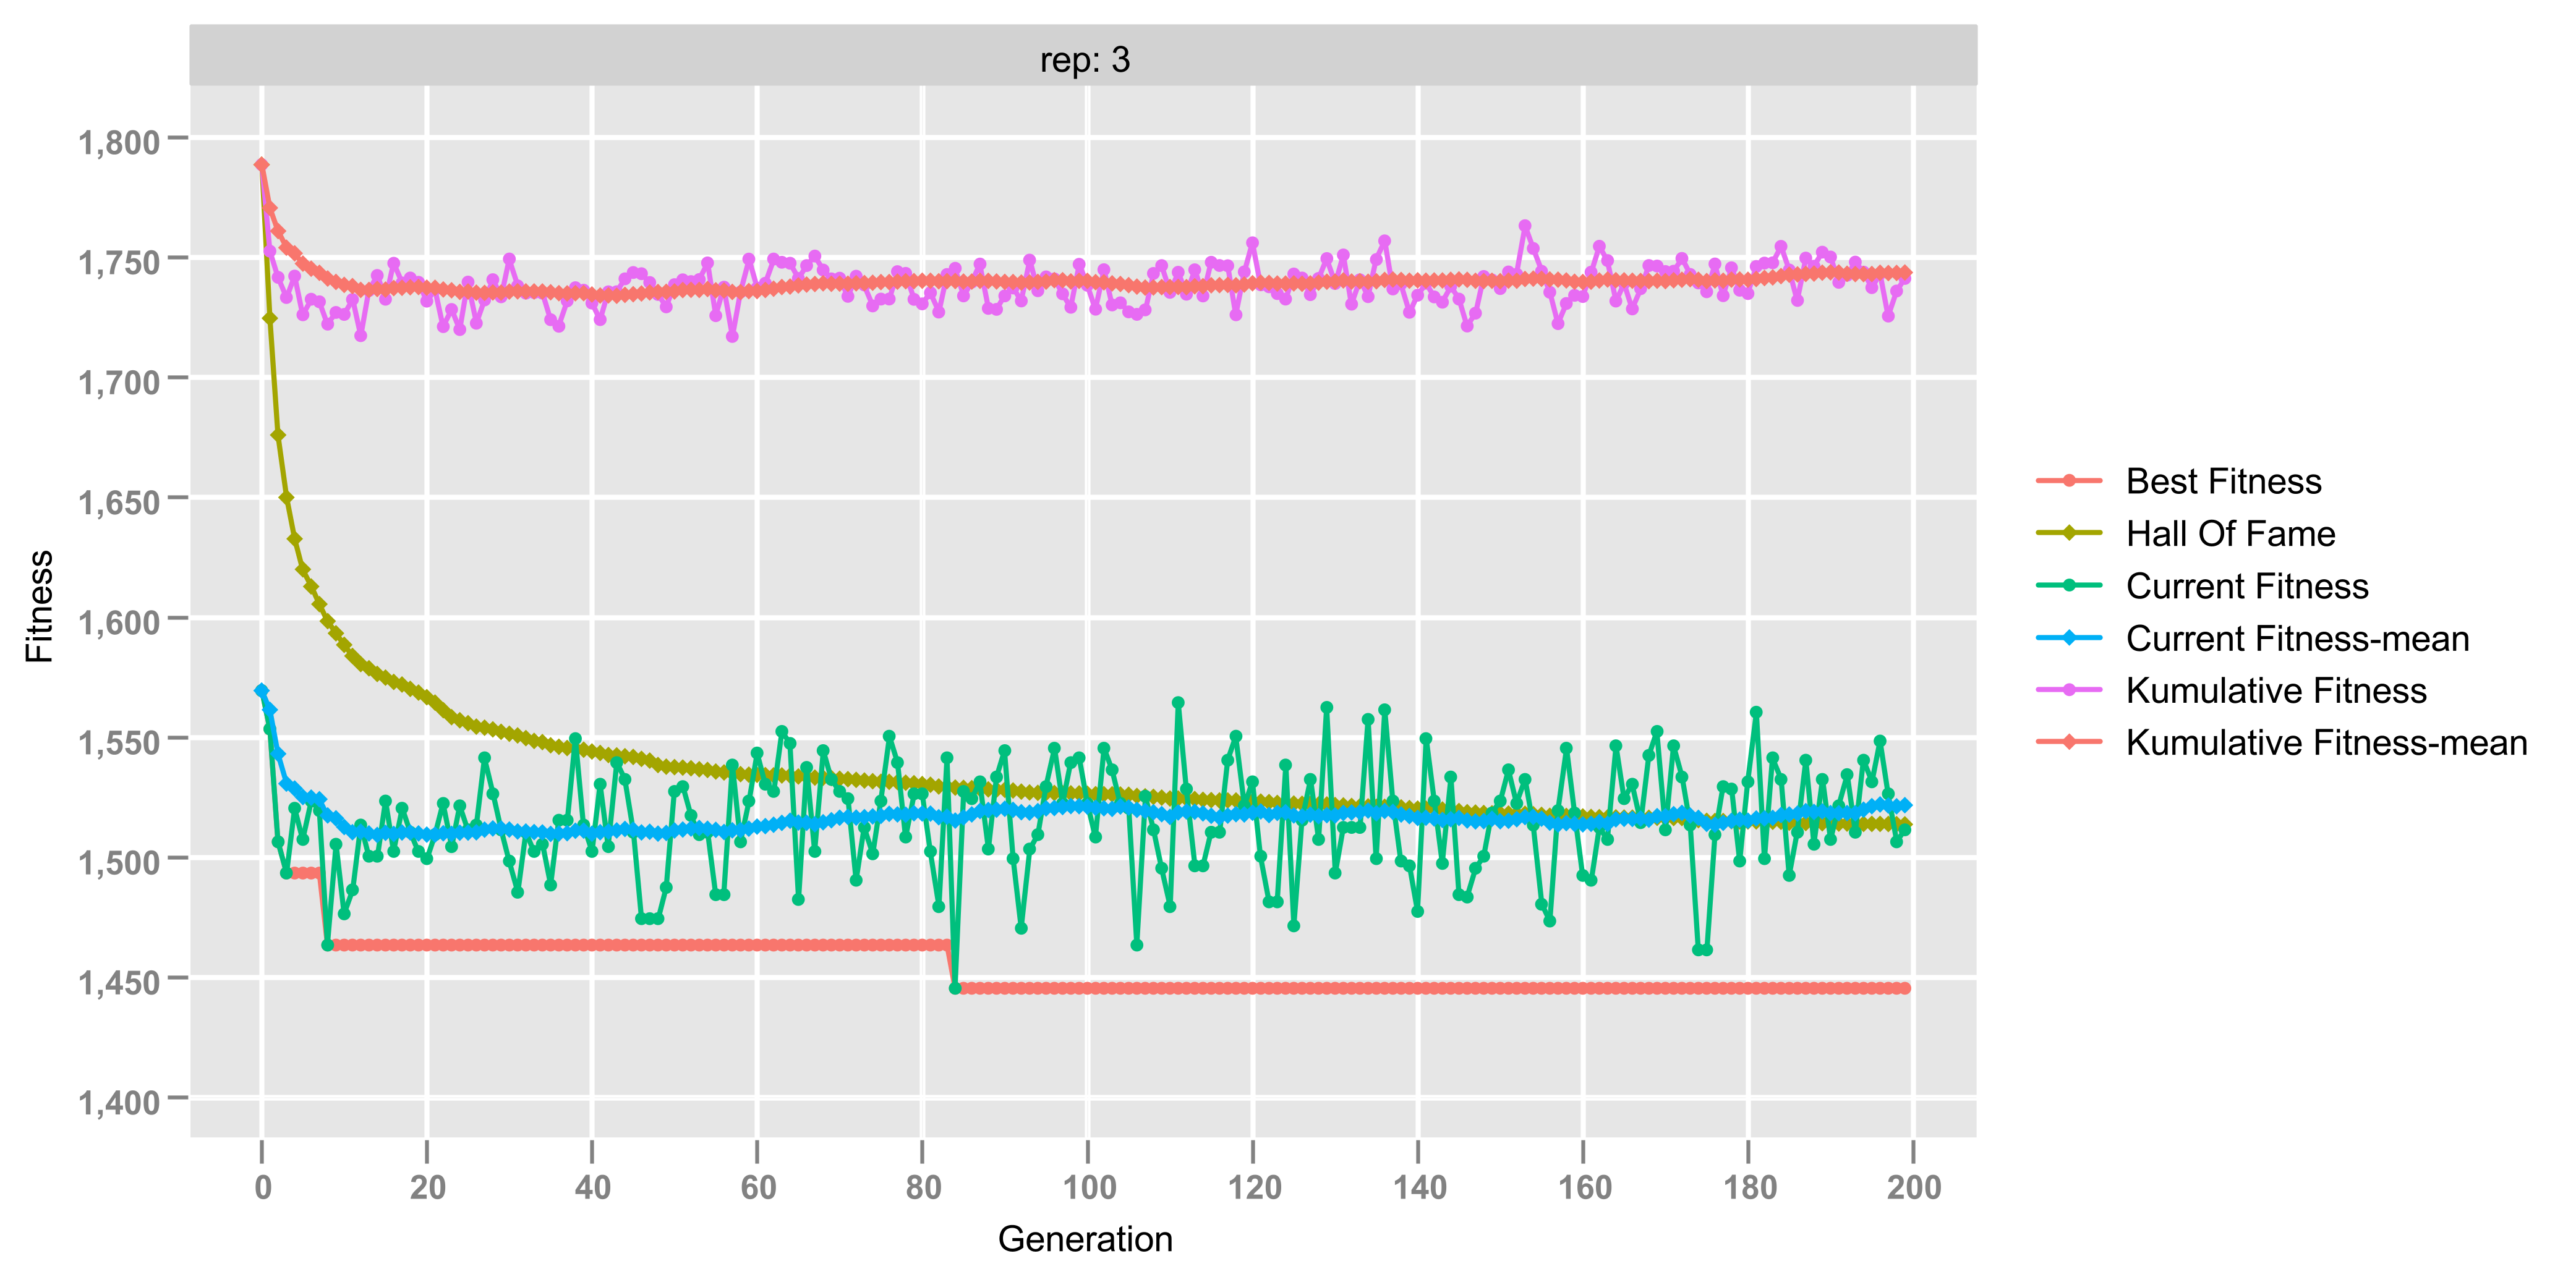 rep: 3
1,800
1,750
1,700
1,650
1,600
1,550
1,500
1,450
1,400
Fitness
0 20 40 60 80 100 120 140 160 180 200
Generation
Best Fitness
Hall Of Fame
Current Fitness
Current Fitness-mean
Kumulative Fitness
Kumulative Fitness-mean